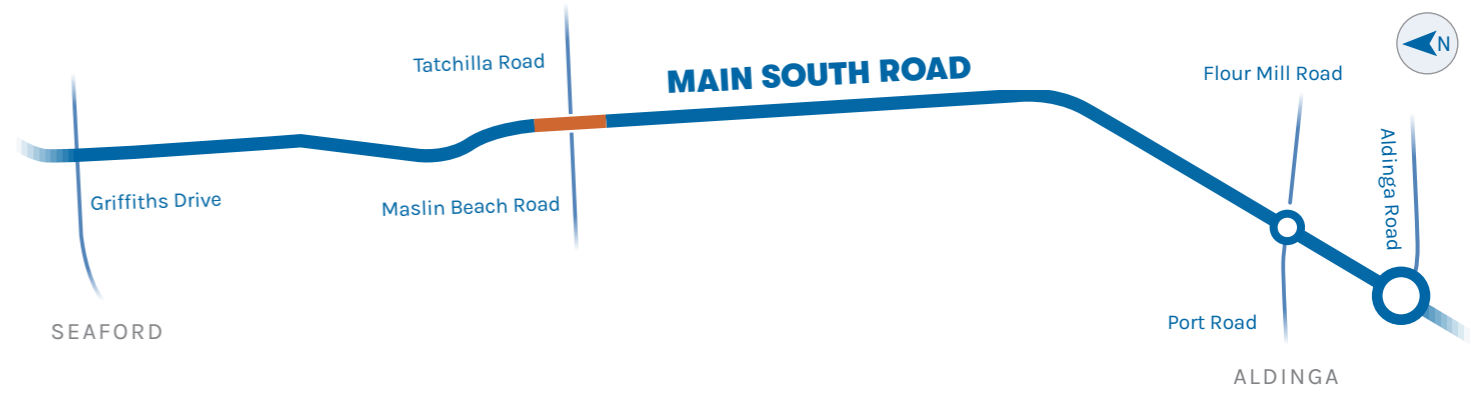 N
Tatchilla Road
MAIN SOUTH ROAD
Flour Mill Road
Aldinga Road
Griffiths Drive
Maslin Beach Road
SEAFORD
Port Road
ALDINGA